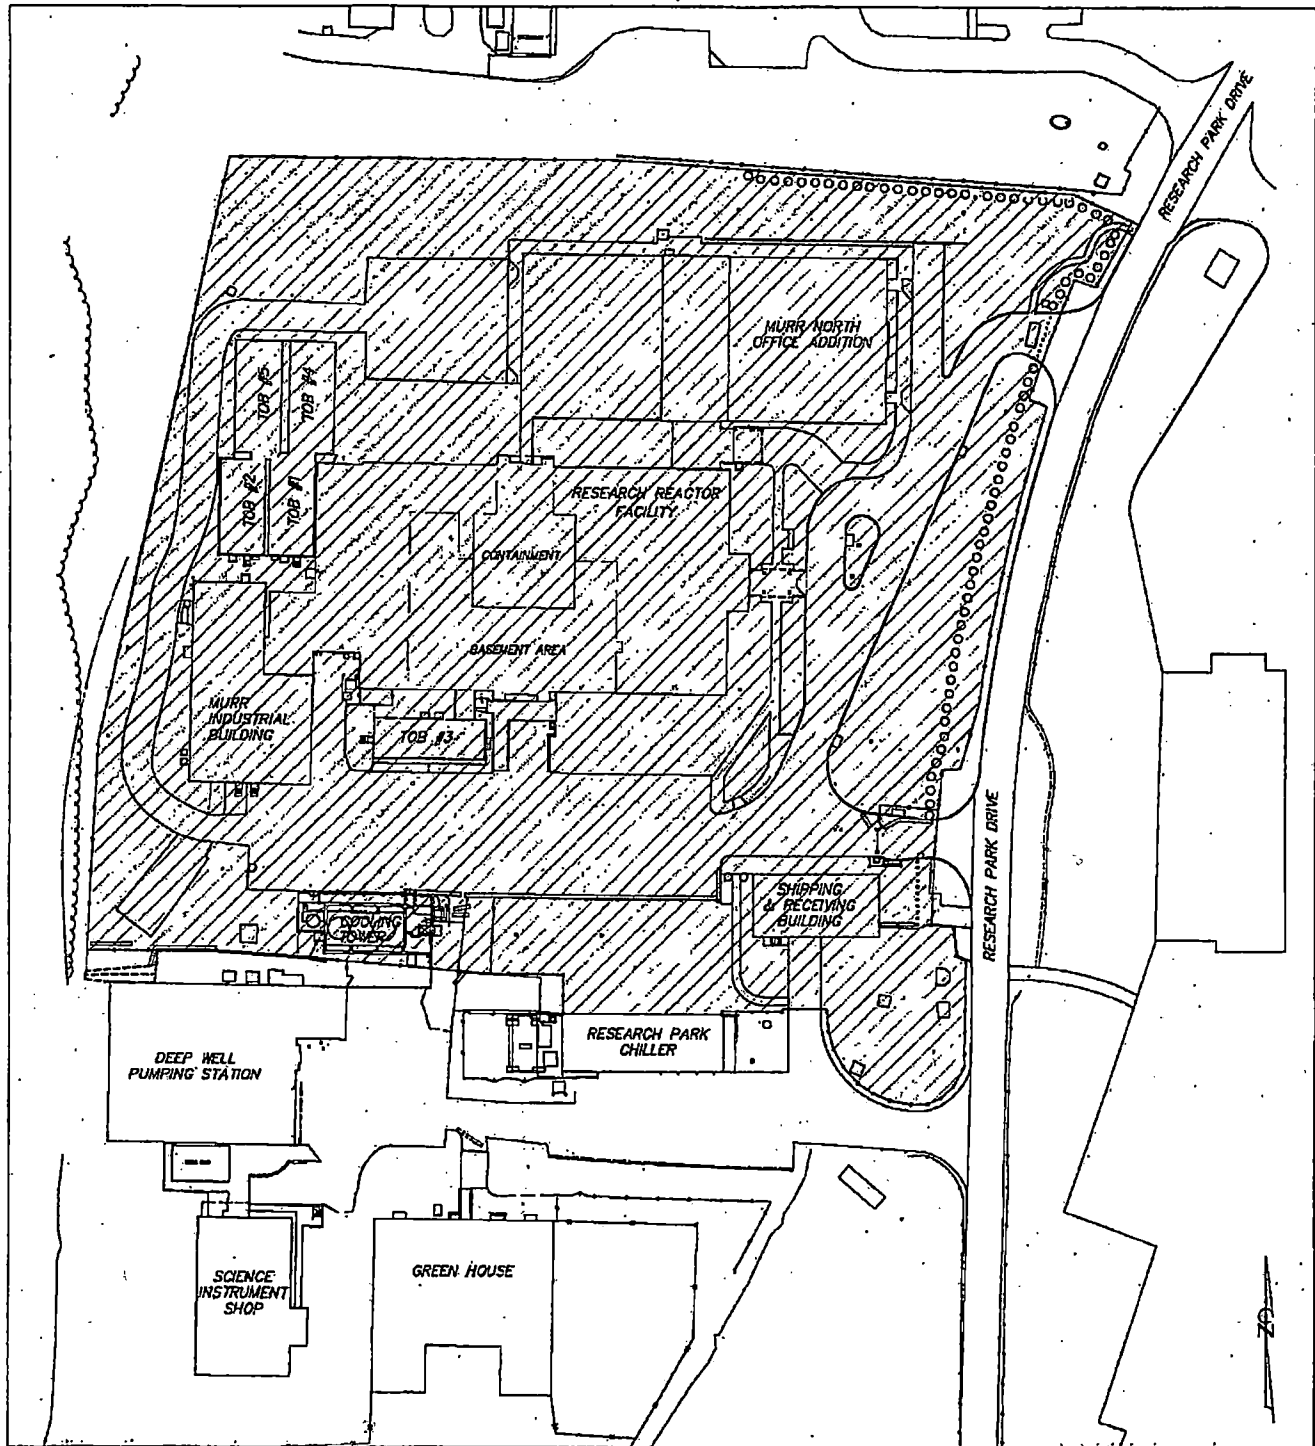 RESEARCH PARK DRIVE
MURR NORTH
OFFICE ADDITION
TOB #5
TOB #4
TOB #2
TOB #1
RESEARCH REACTOR
FACILITY
CONTAINMENT
BASEMENT AREA
MURR
INDUSTRIAL
BUILDING
TOB #3
RESEARCH PARK DRIVE
SHIPPING
& RECEIVING
BUILDING
COOLING
TOWER
RESEARCH PARK
CHILLER
DEEP WELL
PUMPING STATION
SCIENCE
INSTRUMENT
SHOP
GREEN HOUSE
N